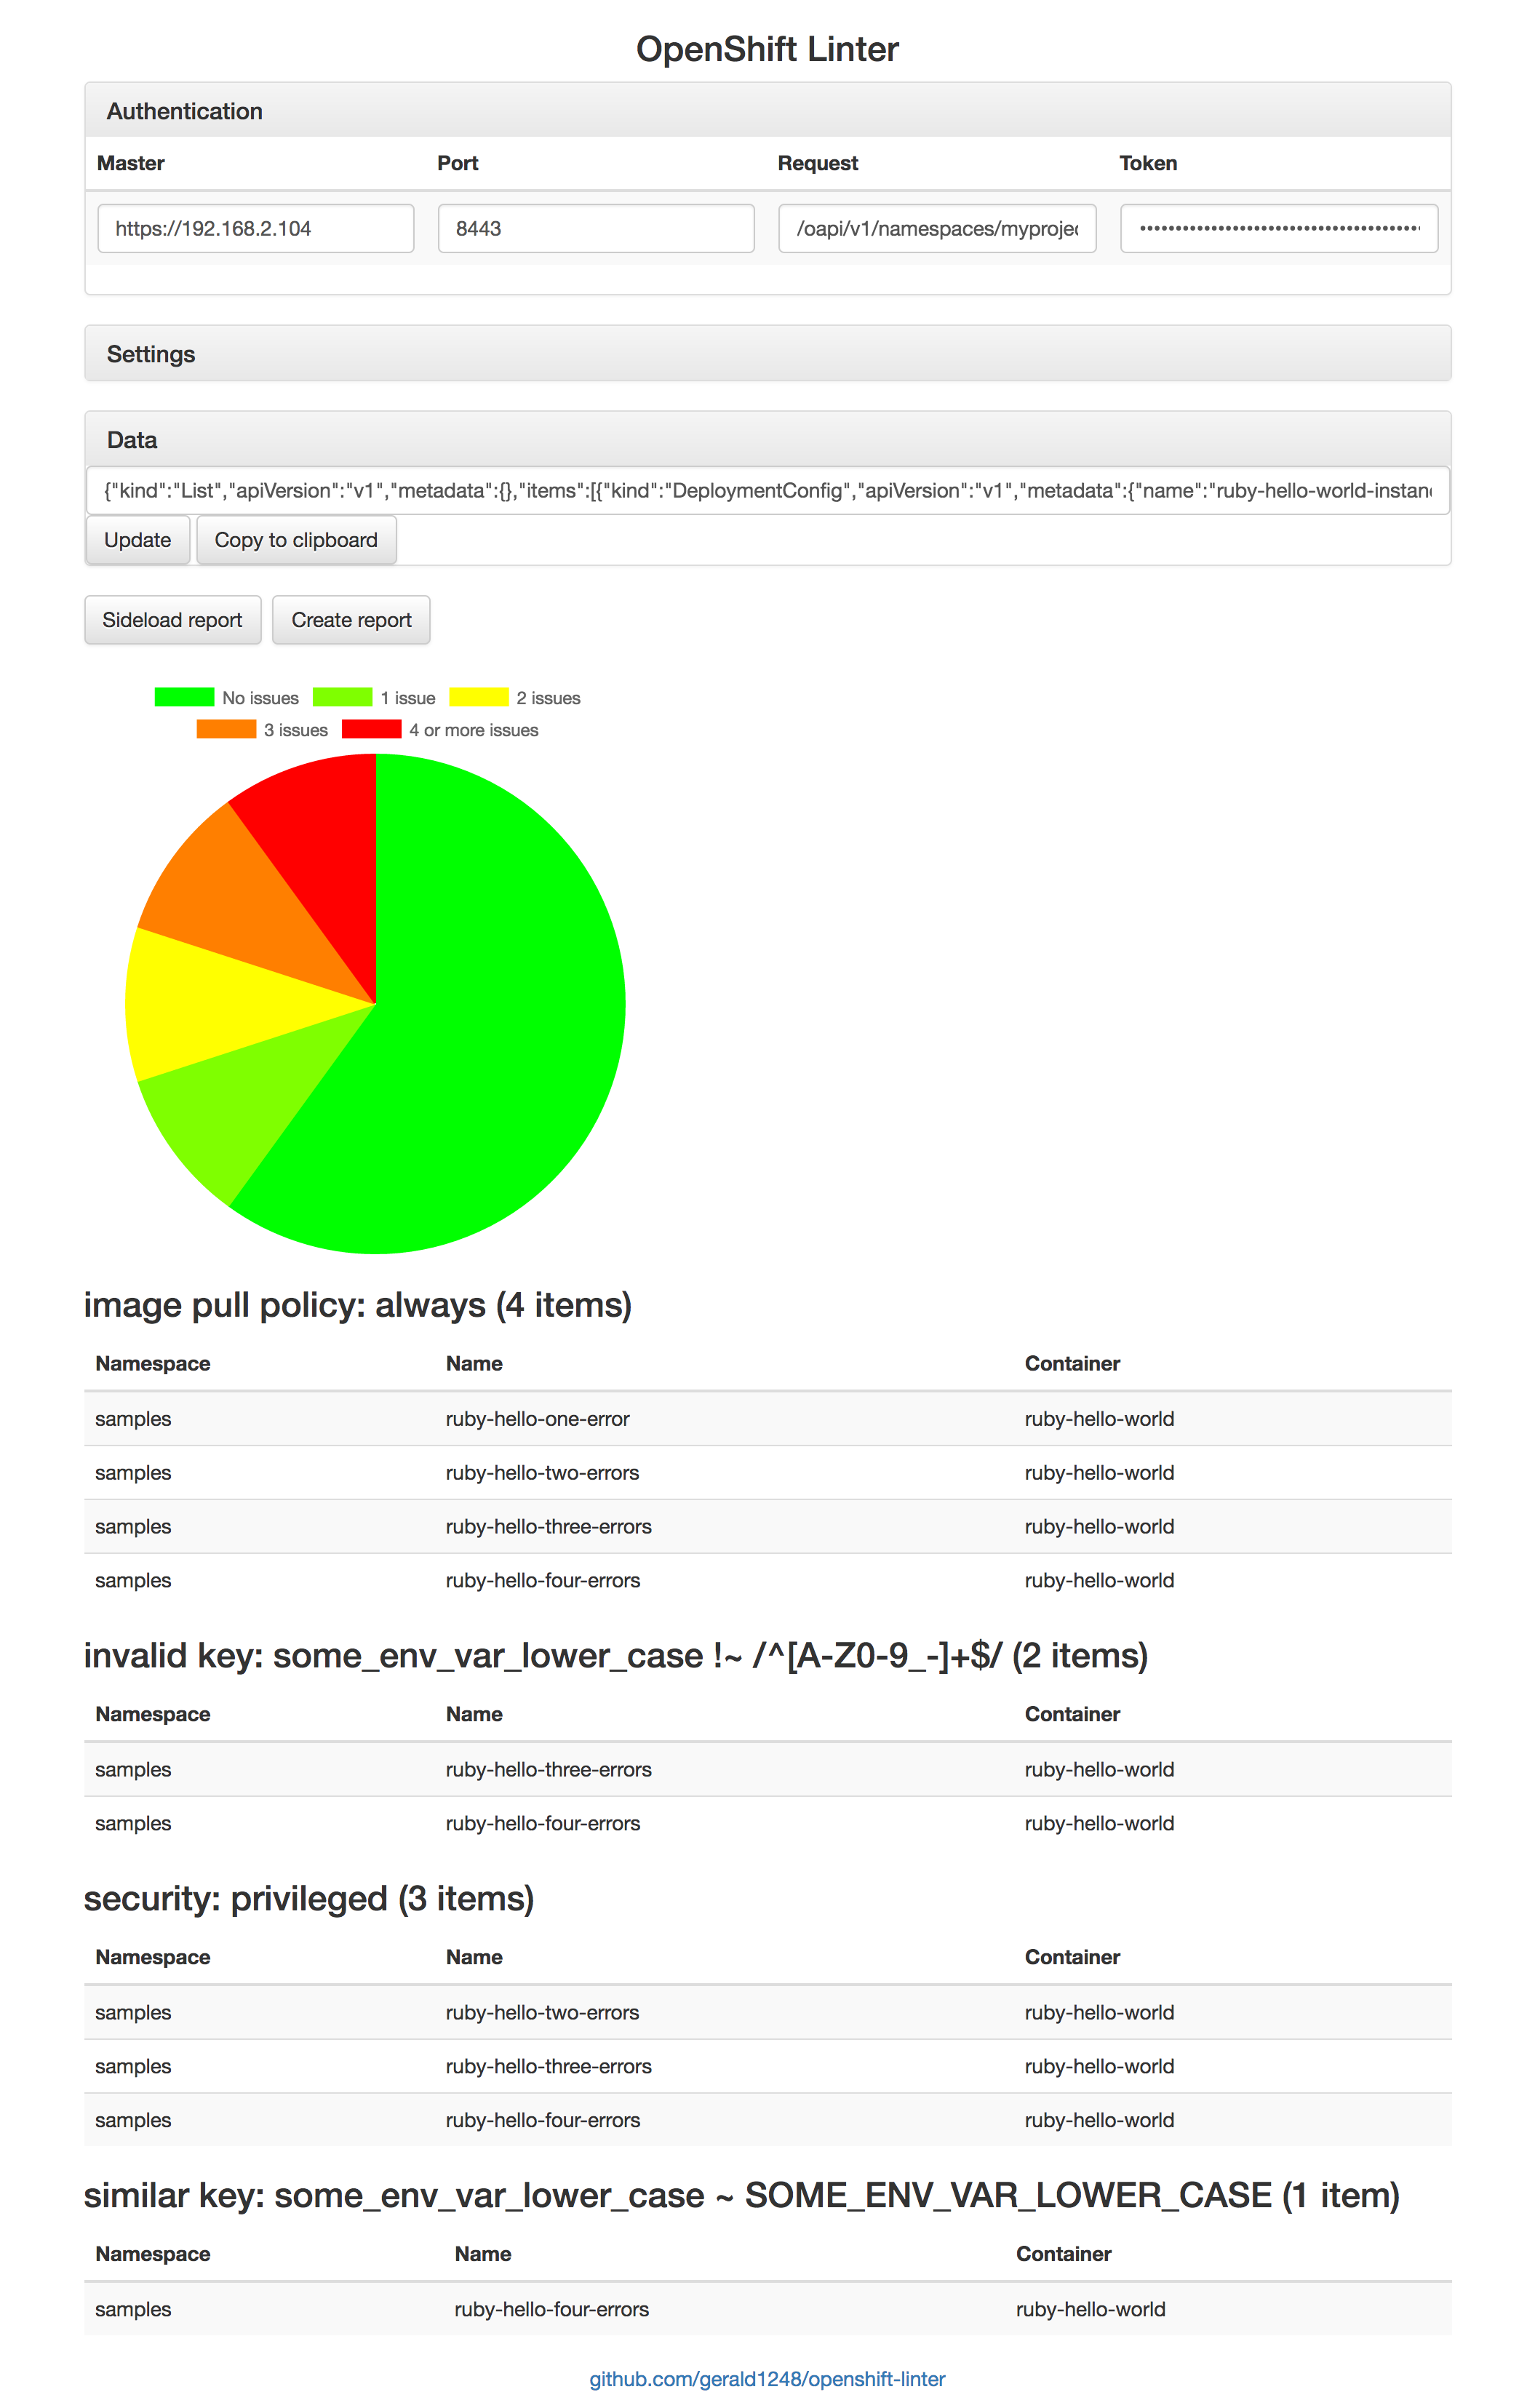 OpenShift Linter
Authentication
Master Port Request Token
https://192.168.2.104 8443 /oapi/v1/namespaces/myprojec
Settings
Data
{"kind":"List","apiVersion":"v1","metadata":{},"items":[{"kind":"DeploymentConfig","apiVersion":"v1","metadata":{"name":"ruby-hello-world-instanc
Update Copy to clipboard
Sideload report Create report
No issues 1 issue 2 issues
3 issues 4 or more issues
image pull policy: always (4 items)
Namespace Name Container
samples ruby-hello-one-error ruby-hello-world
samples ruby-hello-two-errors ruby-hello-world
samples ruby-hello-three-errors ruby-hello-world
samples ruby-hello-four-errors ruby-hello-world
invalid key: some_env_var_lower_case !~ /^[A-Z0-9_-]+$/ (2 items)
Namespace Name Container
samples ruby-hello-three-errors ruby-hello-world
samples ruby-hello-four-errors ruby-hello-world
security: privileged (3 items)
Namespace Name Container
samples ruby-hello-two-errors ruby-hello-world
samples ruby-hello-three-errors ruby-hello-world
samples ruby-hello-four-errors ruby-hello-world
similar key: some_env_var_lower_case ~ SOME_ENV_VAR_LOWER_CASE (1 item)
Namespace Name Container
samples ruby-hello-four-errors ruby-hello-world
github.com/gerald1248/openshift-linter